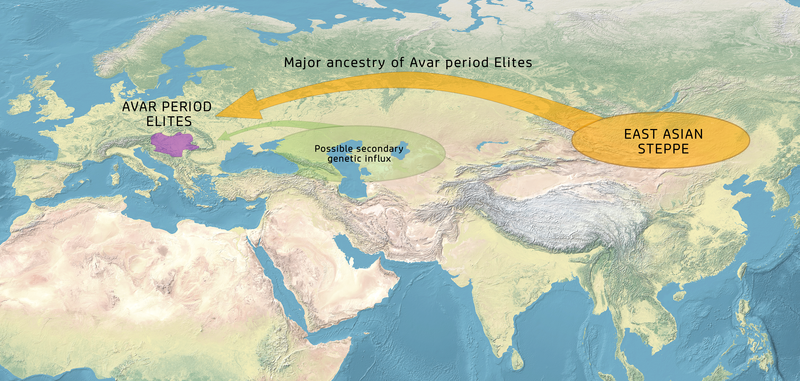 Major ancestry of Avar period Elites
AVAR PERIOD
ELITES
EAST ASIAN
STEPPE
Possible secondary
genetic influx